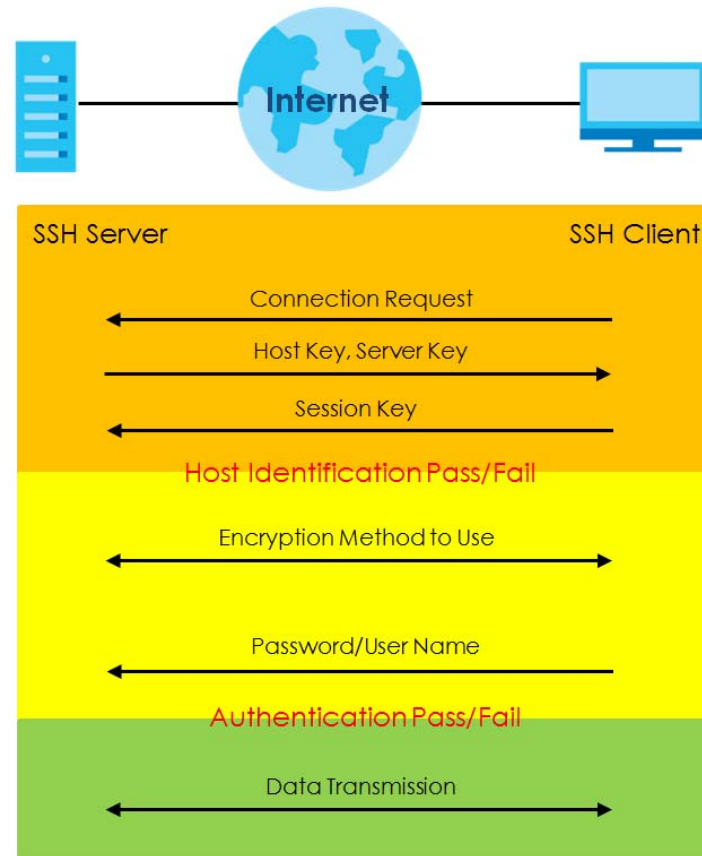 Internet
SSH Server
SSH Client
Connection Request
Host Key, Server Key
Session Key
Host Identification Pass/Fail
Encryption Method to Use
Password/User Name
Authentication Pass/Fail
Data Transmission